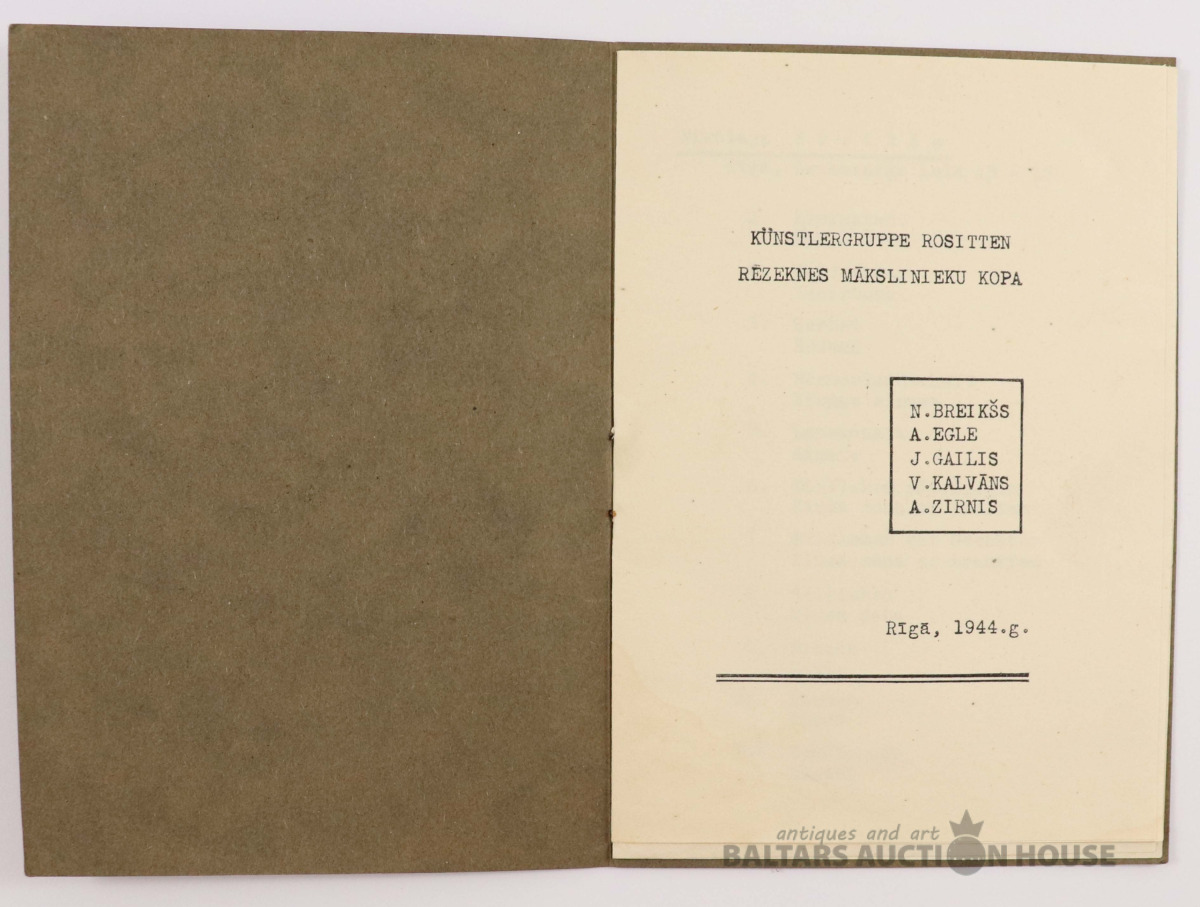 KÜNSTLERGRUPPE ROSITTEN
RĒZEKNES MĀKSLINIEKU KOPA
N.BREIKŠS
A.EGLE
J.GAILIS
V.KALVĀNS
A.ZIRNIS
Rīgā, 1944.g.
antiques and art
BALTARS AUCTION HOUSE